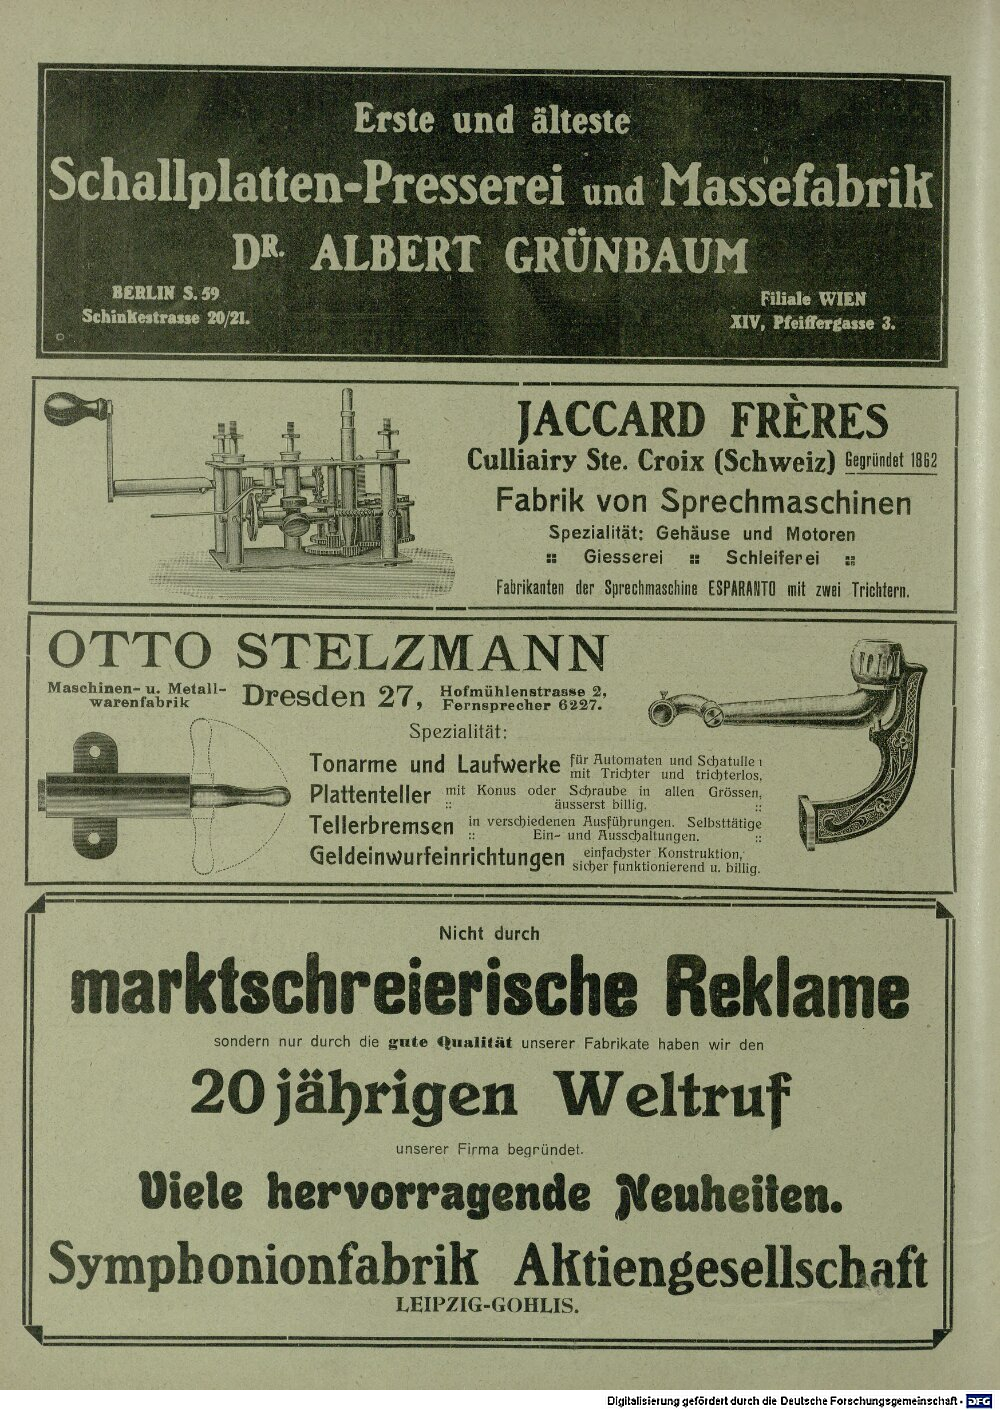 Erste und älteste
Schallplatten-Presserei und Massefabrik
DR. ALBERT GRÜNBAUM
BERLIN S. 59
Schinkestrasse 20/21.
Filiale WIEN
XIV, Pfeiffergasse 3.
JACCARD FRÈRES
Culliairy Ste. Croix (Schweiz) Gegründet 1862
Fabrik von Sprechmaschinen
Spezialität: Gehäuse und Motoren
:: Giesserei :: Schleiferei ::
Fabrikanten der Sprechmaschine ESPARANTO mit zwei Trichtern.
OTTO STELZMANN
Maschinen- u. Metall-
warenfabrik
Dresden 27,
Hofmühlenstrasse 2,
Fernsprecher 6227.
Spezialität:
Tonarme und Laufwerke
für Automaten und Schatulle
mit Trichter und trichterlos,
Plattenteller
mit Konus oder Schraube in allen Grössen,
:: äusserst billig. ::
Tellerbremsen
in verschiedenen Ausführungen. Selbsttätige
:: Ein- und Ausschaltungen. ::
Geldeinwurfeinrichtungen
einfachster Konstruktion,
sicher funktionierend u. billig.
Nicht durch
marktschreierische Reklame
sondern nur durch die gute Qualität unserer Fabrikate haben wir den
20 jährigen Weltruf
unserer Firma begründet.
Viele hervorragende Neuheiten.
Symphonionfabrik Aktiengesellschaft
LEIPZIG-GOHLIS.
Digitalisierung gefördert durch die Deutsche Forschungsgemeinschaft - DFG